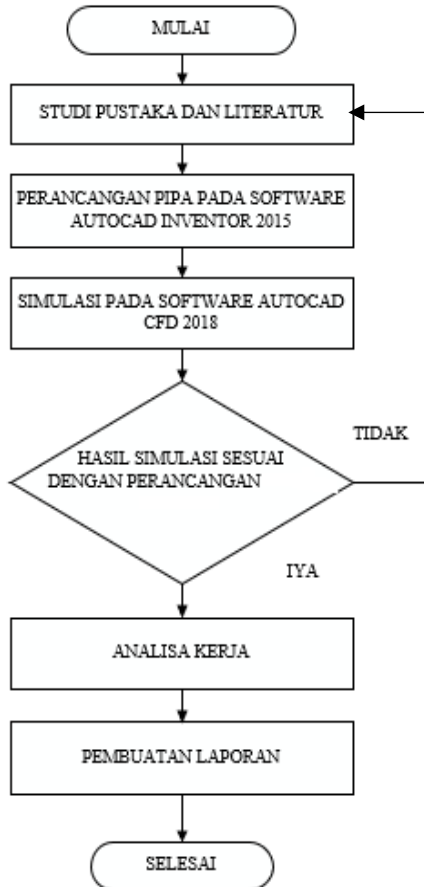 MULAI
STUDI PUSTAKA DAN LITERATUR
PERANCANGAN PIPA PADA SOFTWARE
AUTOCAD INVENTOR 2015
SIMULASI PADA SOFTWARE AUTOCAD
CFD 2018
HASIL SIMULASI SESUAI
DENGAN PERANCANGAN
TIDAK
IYA
ANALISA KERJA
PEMBUATAN LAPORAN
SELESAI